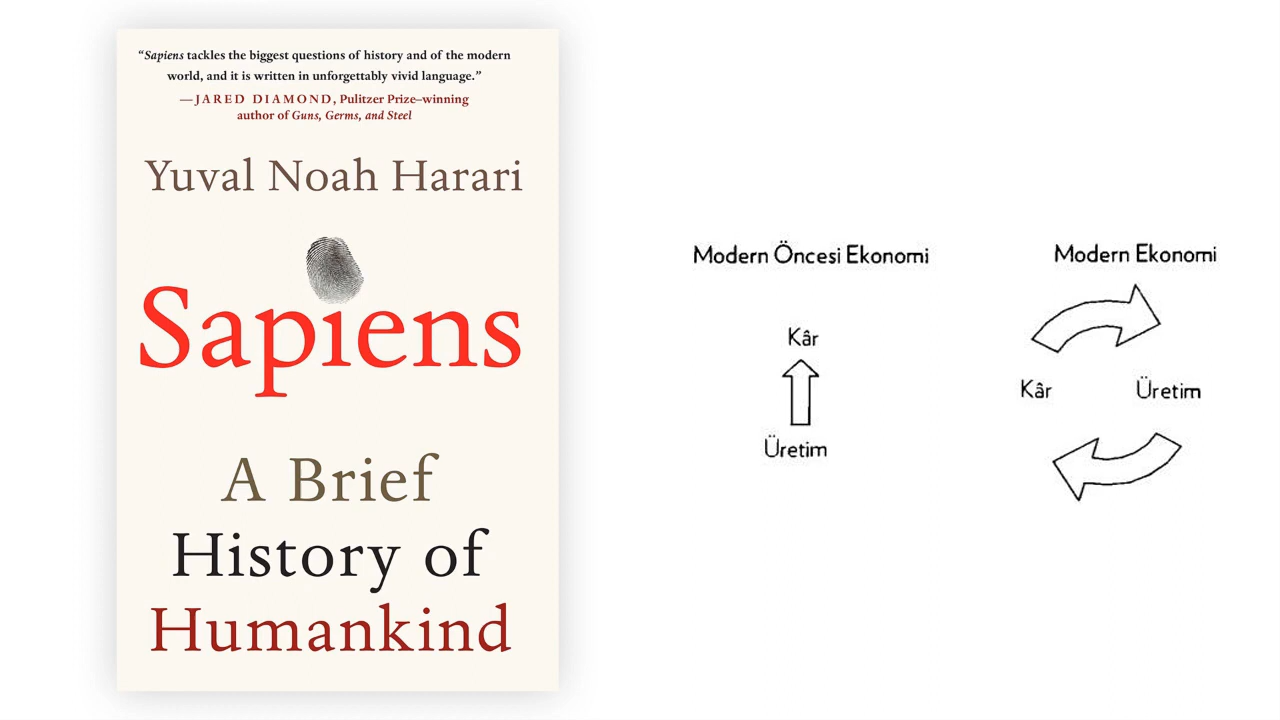 “Sapiens tackles the biggest questions of history and of the modern
world, and it is written in unforgettably vivid language.”
—JARED DIAMOND, Pulitzer Prize–winning
author of Guns, Germs, and Steel
Yuval Noah Harari
Sapiens
A Brief
History of
Humankind
Modern Öncesi Ekonomi
Kâr
Üretim
Modern Ekonomi
Kâr
Üretim